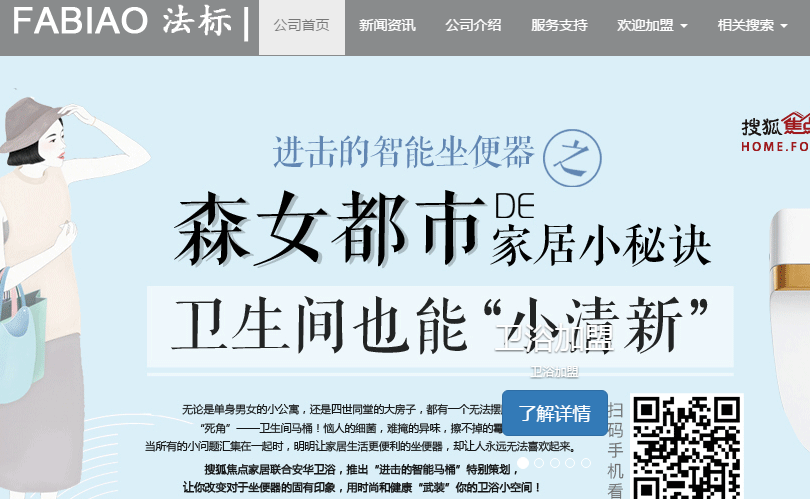 FABIAO 法标 |
公司首页 新闻资讯 公司介绍 服务支持 欢迎加盟 相关搜索
搜狐焦点
HOME.FO
进击的智能坐便器之
森女都市DE家居小秘诀
卫生间也能“小清新”
卫浴加盟
卫浴加盟
了解详情
无论是单身男女的小公寓，还是四世同堂的大房子，都有一个无法摆
“死角”——卫生间马桶！恼人的细菌，难掩的异味，擦不掉的
当所有的小问题汇集在一起时，明明让家居生活更便利的坐便器，却让人永远无法喜欢起来。
搜狐焦点家居联合安华卫浴，推出“进击的智能马桶”特别策划，
让你改变对于坐便器的固有印象，用时尚和健康“武装”你的卫浴小空间！
扫码手机看